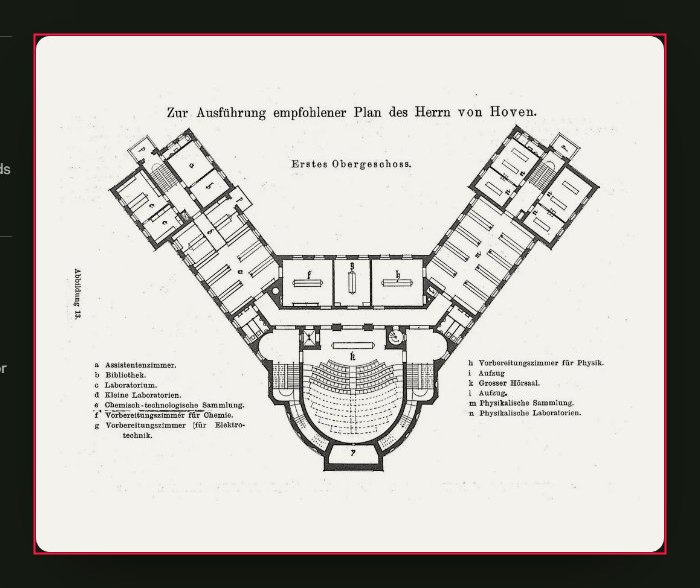 ds
or
Zur Ausführung empfohlener Plan des Herrn von Hoven.
Erstes Obergeschoss.
Abbildung 13.
a Assistentenzimmer.
b Bibliothek.
c Laboratorium.
d Kleine Laboratorien.
e Chemisch-technologische Sammlung.
f Vorbereitungszimmer für Chemie.
g Vorbereitungszimmer für Elektro-
technik.
h Vorbereitungszimmer für Physik.
i Aufzug
k Grosser Hörsaal.
l Aufzug.
m Physikalische Sammlung.
n Physikalische Laboratorien.
f
g
h
k